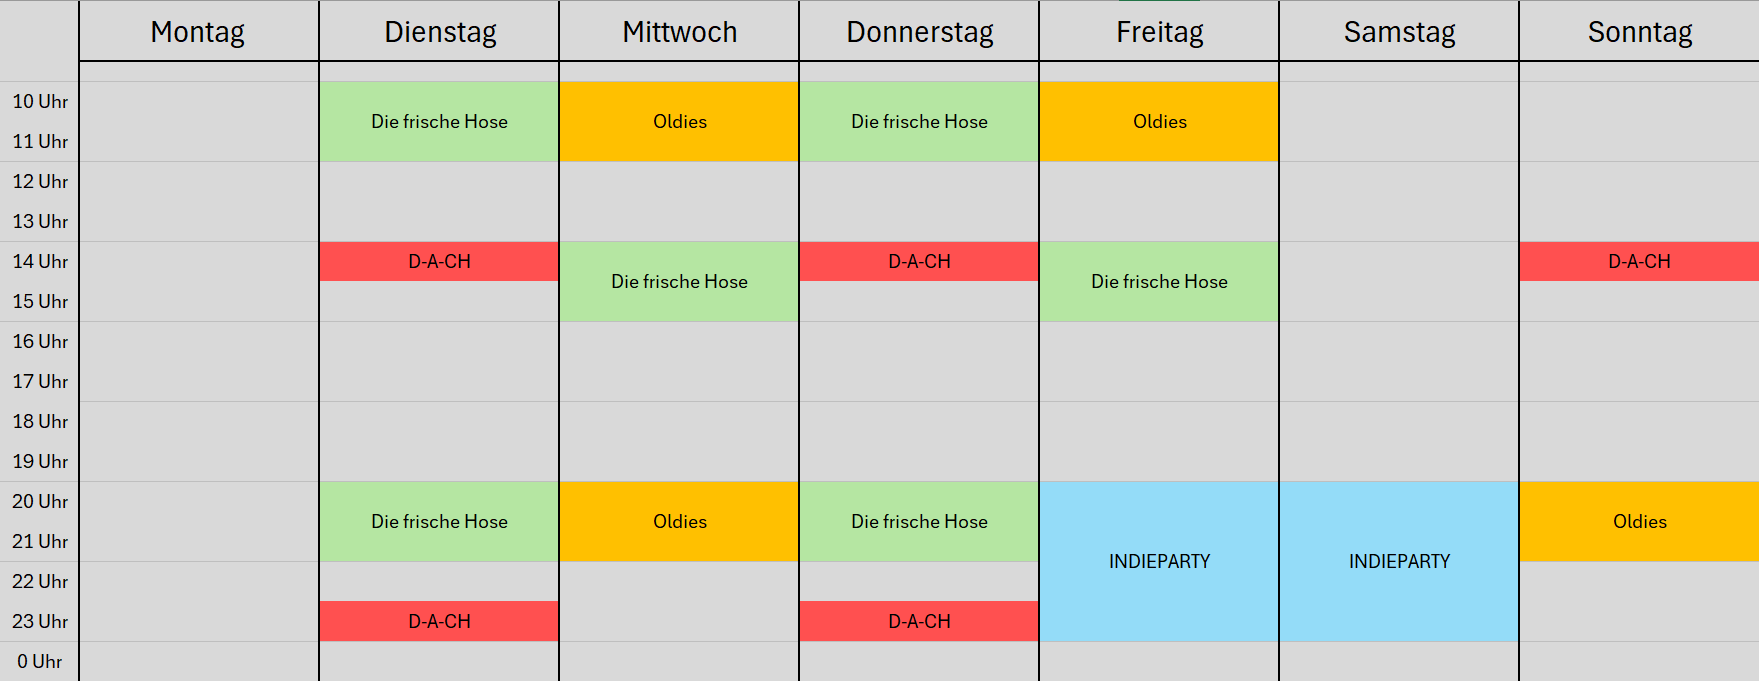 Montag Dienstag Mittwoch Donnerstag Freitag Samstag Sonntag
10 Uhr
Die frische Hose Oldies Die frische Hose Oldies
11 Uhr
12 Uhr
13 Uhr
14 Uhr D-A-CH D-A-CH D-A-CH
Die frische Hose Die frische Hose
15 Uhr
16 Uhr
17 Uhr
18 Uhr
19 Uhr
20 Uhr
Die frische Hose Oldies Die frische Hose Oldies
21 Uhr
INDIEPARTY INDIEPARTY
22 Uhr
23 Uhr D-A-CH D-A-CH
0 Uhr